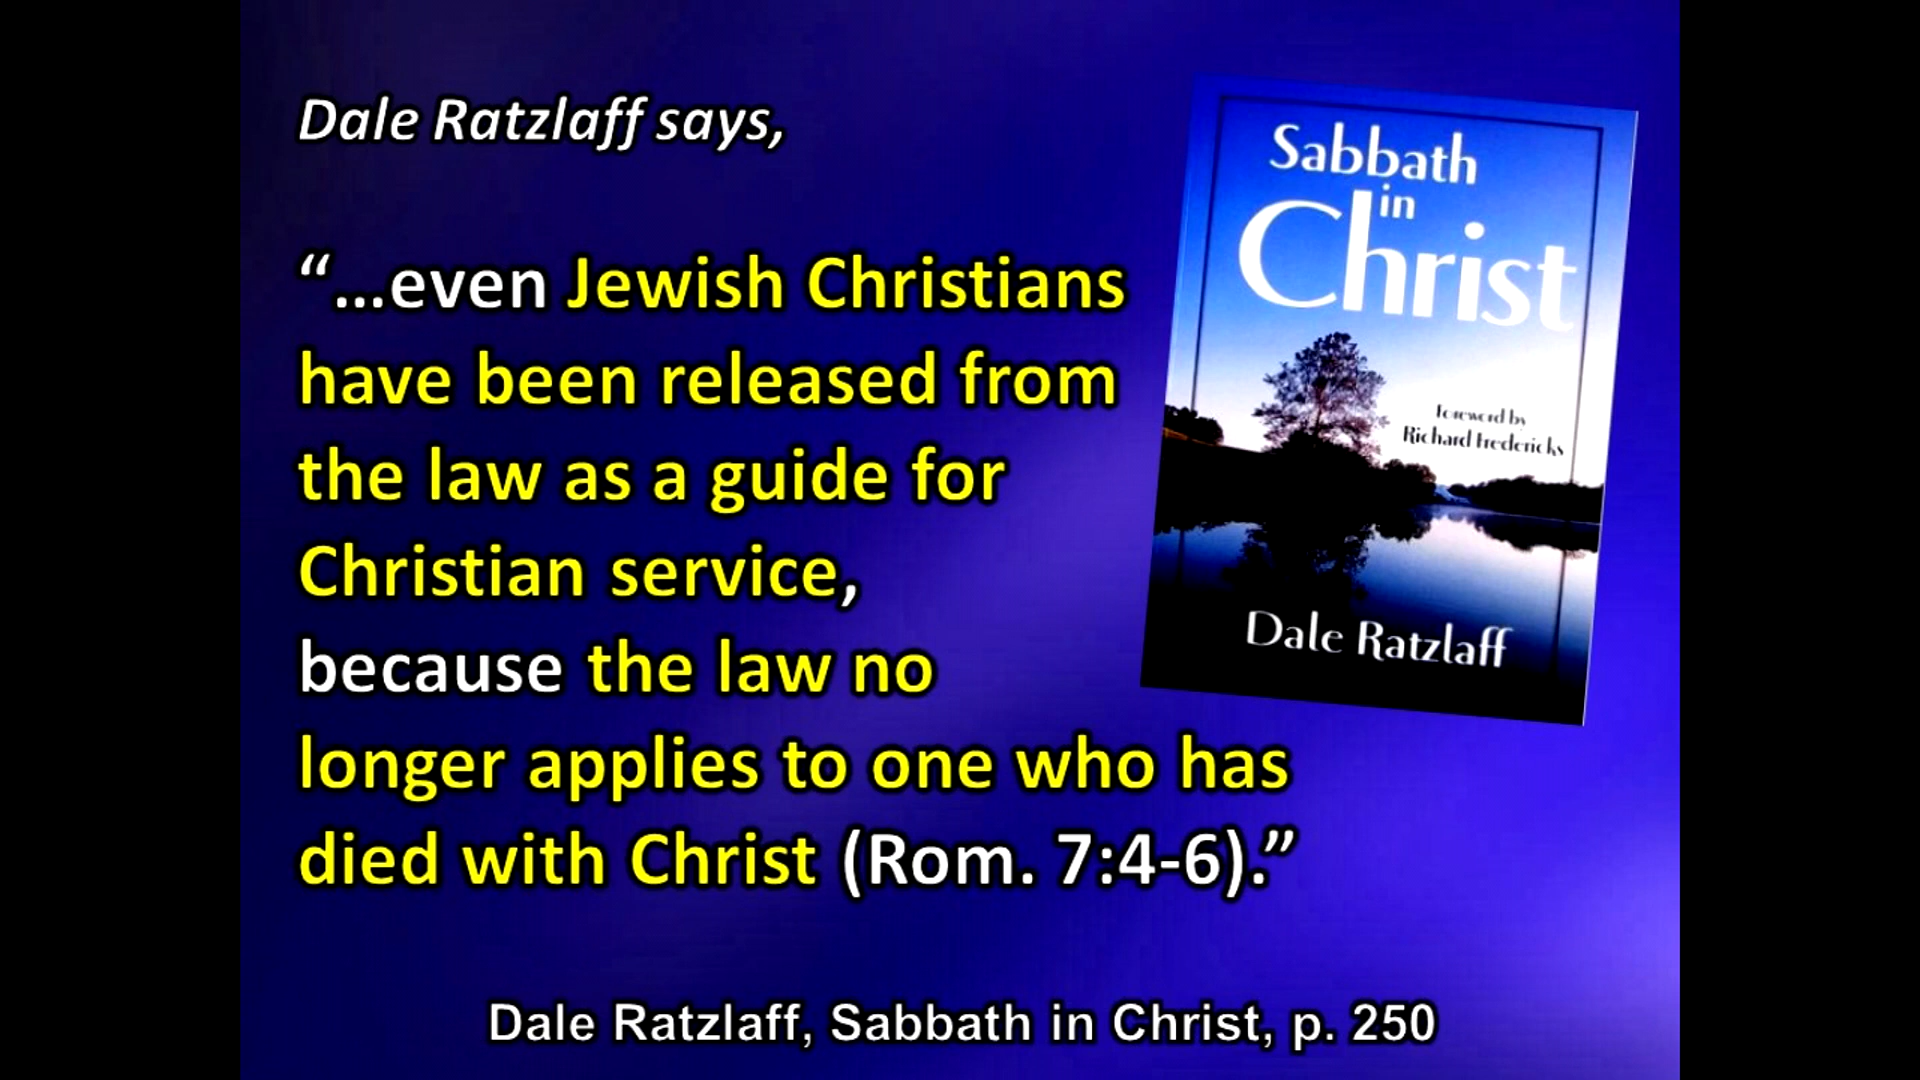 Dale Ratzlaff says,
“...even Jewish Christians
have been released from
the law as a guide for
Christian service,
because the law no
longer applies to one who has
died with Christ (Rom. 7:4-6).”
Sabbath
in
Christ
Foreword by
Richard Fredericks
Dale Ratzlaff
Dale Ratzlaff, Sabbath in Christ, p. 250